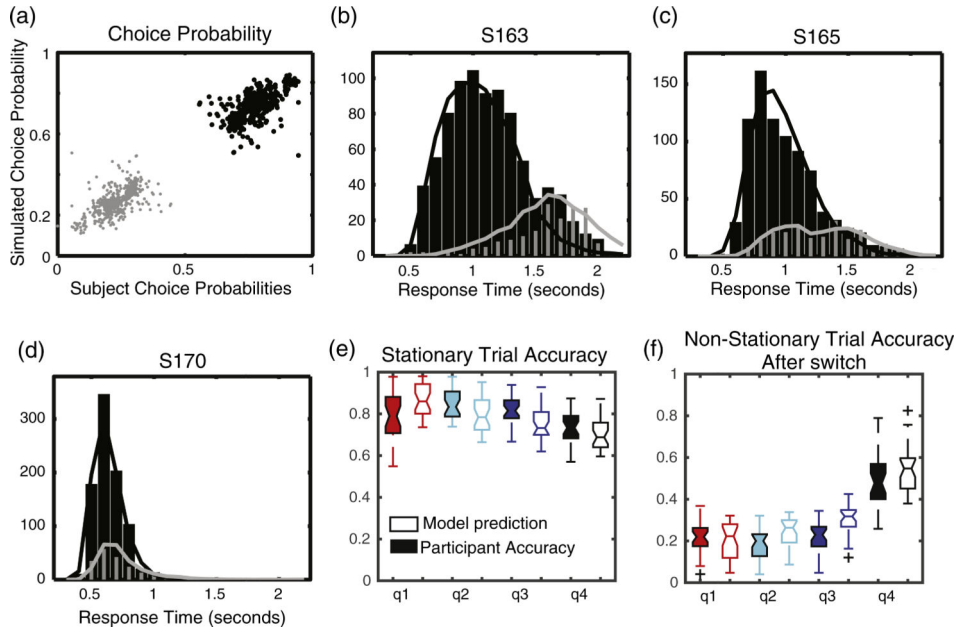 (a)
Choice Probability
Simulated Choice Probability
1
0.6
0.2
0
0
0.5
1
Subject Choice Probabilities
(b)
S163
100
80
60
40
20
0
0.5
1
1.5
2
Response Time (seconds)
(c)
S165
150
100
50
0
0.5
1
1.5
2
Response Time (seconds)
(d)
S170
300
200
100
0
0.5
1
1.5
2
Response Time (seconds)
(e)
Stationary Trial Accuracy
1
0.8
0.6
0.4
0.2
0
Model prediction
Participant Accuracy
q1
q2
q3
q4
(f)
Non-Stationary Trial Accuracy
After switch
1
0.8
0.6
0.4
0.2
0
q1
q2
q3
q4